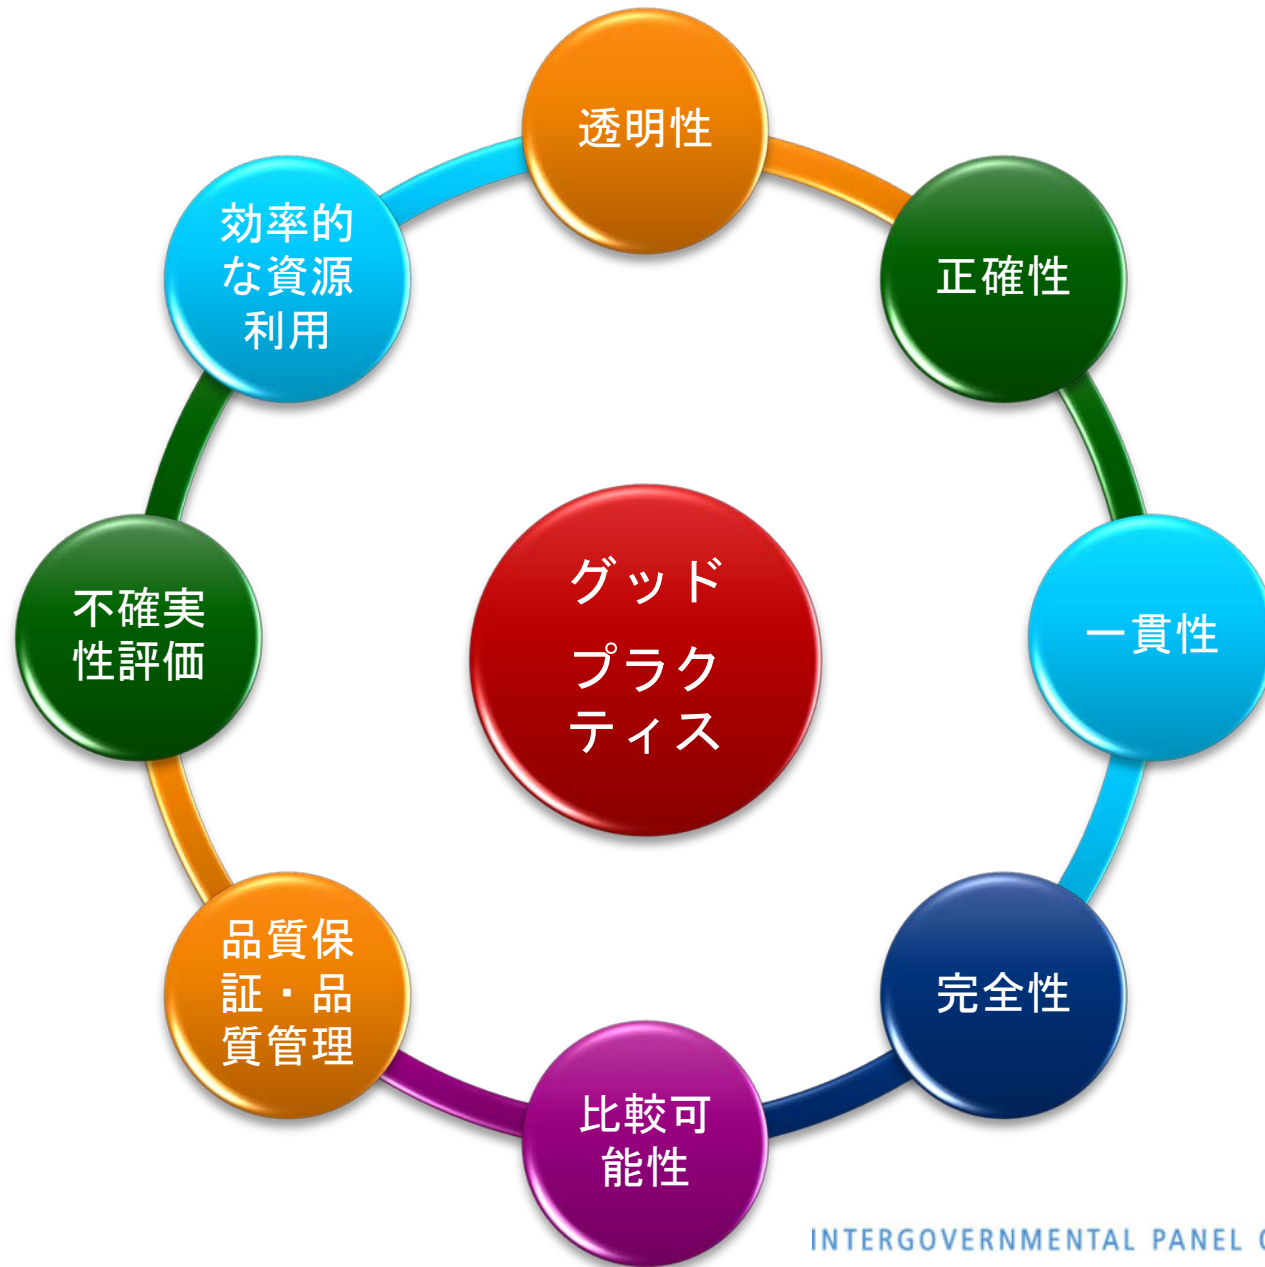 透明性
正確性
一貫性
完全性
比較可
能性
品質保
証・品
質管理
不確実
性評価
効率的
な資源
利用
グッド
プラク
ティス
INTERGOVERNMENTAL PANEL